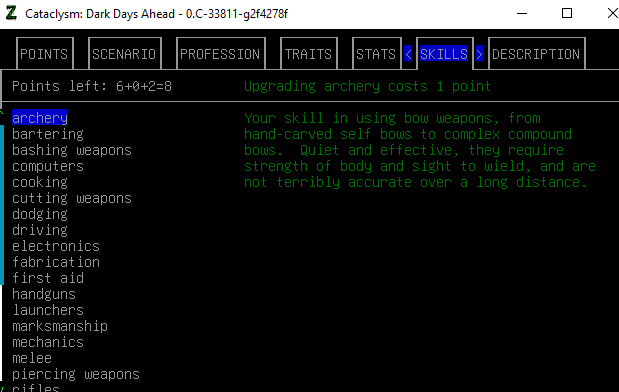 Cataclysm: Dark Days Ahead - 0.C-33811-g2f4278f
POINTS SCENARIO PROFESSION TRAITS STATS < SKILLS > DESCRIPTION
Points left: 6+0+2=8 Upgrading archery costs 1 point
archery Your skill in using bow weapons, from
bartering hand-carved self bows to complex compound
bashing weapons bows. Quiet and effective, they require
computers strength of body and sight to wield, and are
cooking not terribly accurate over a long distance.
cutting weapons
dodging
driving
electronics
fabrication
first aid
handguns
launchers
marksmanship
mechanics
melee
piercing weapons
rifles